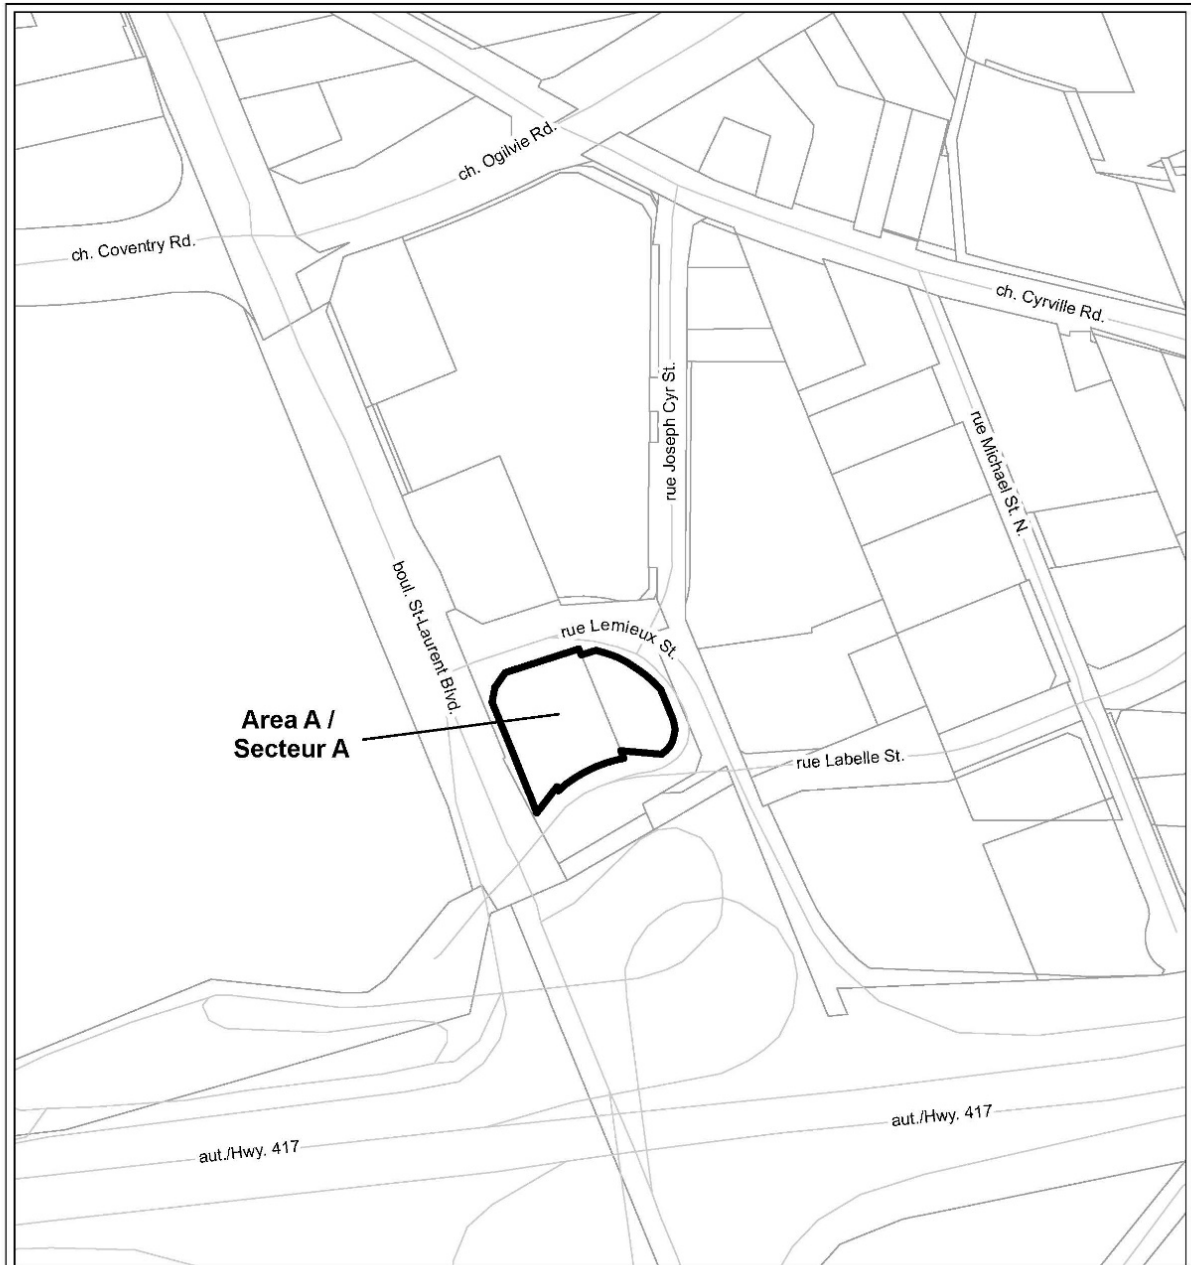 ch. Ogilvie Rd.
ch. Coventry Rd.
ch. Cyrville Rd.
rue Joseph Cyr St.
rue Michael St. N.
boul. St-Laurent Blvd.
rue Lemieux St.
Area A /
Secteur A
rue Labelle St.
aut./Hwy. 417
aut./Hwy. 417